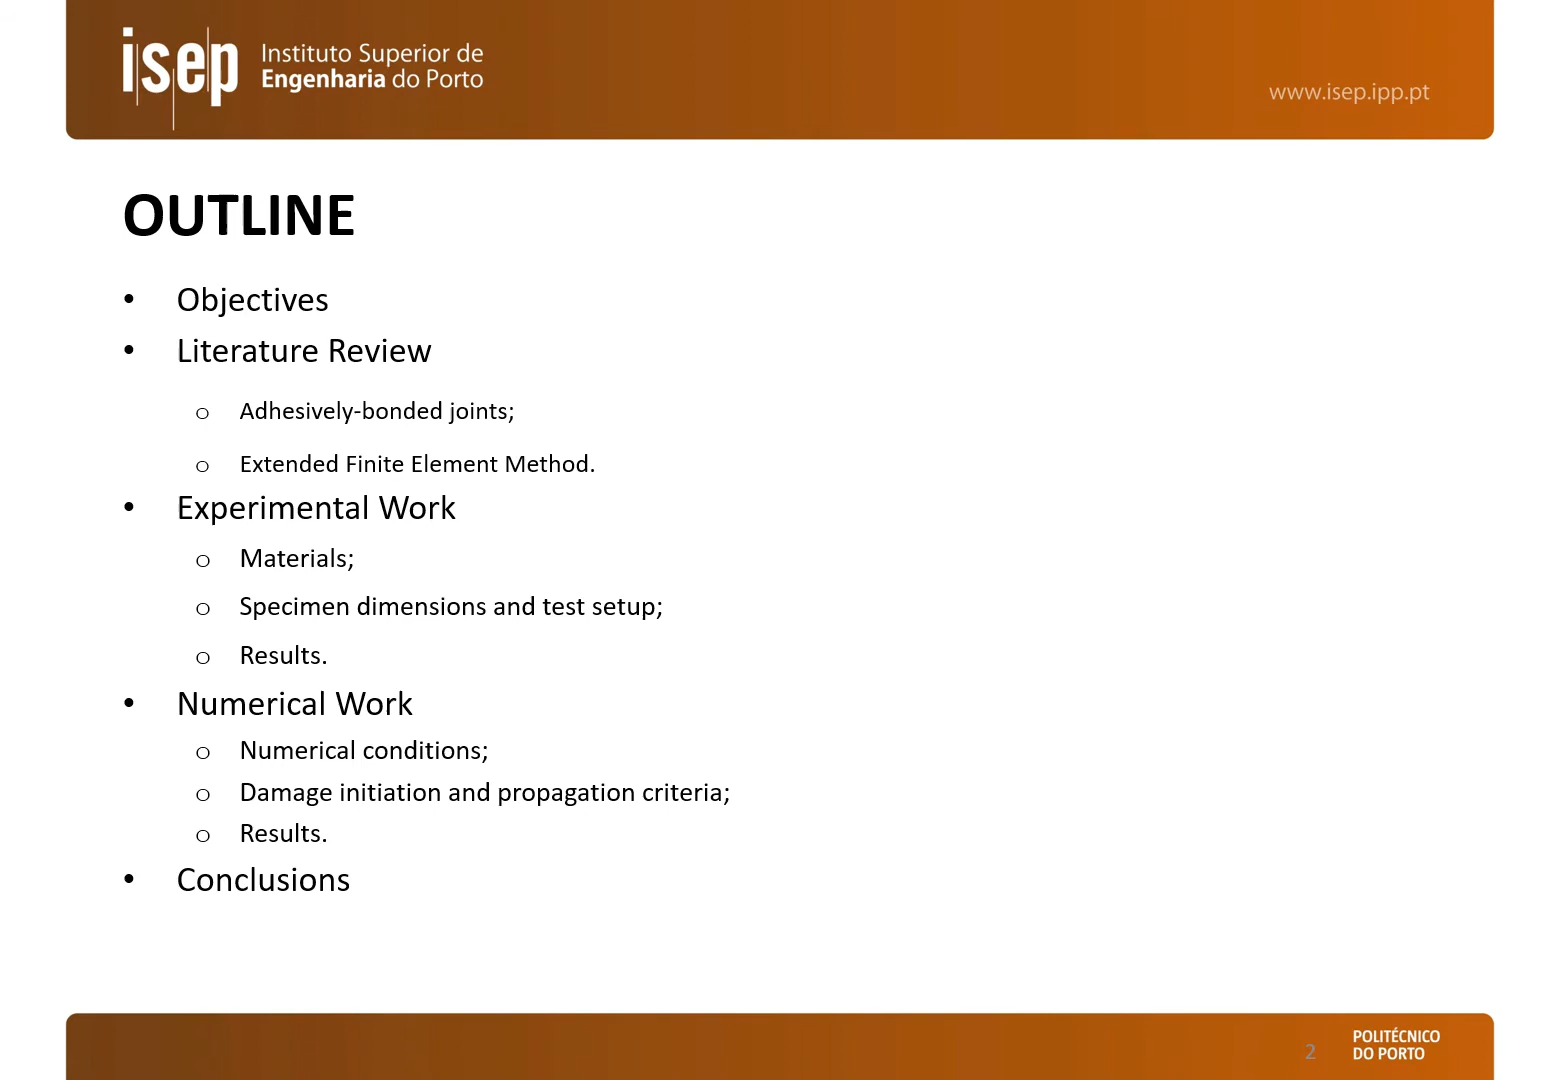 isep
Instituto Superior de
Engenharia do Porto
www.isep.ipp.pt
OUTLINE
• Objectives
• Literature Review
o Adhesively-bonded joints;
o Extended Finite Element Method.
• Experimental Work
o Materials;
o Specimen dimensions and test setup;
o Results.
• Numerical Work
o Numerical conditions;
o Damage initiation and propagation criteria;
o Results.
• Conclusions
2
POLITÉCNICO
DO PORTO